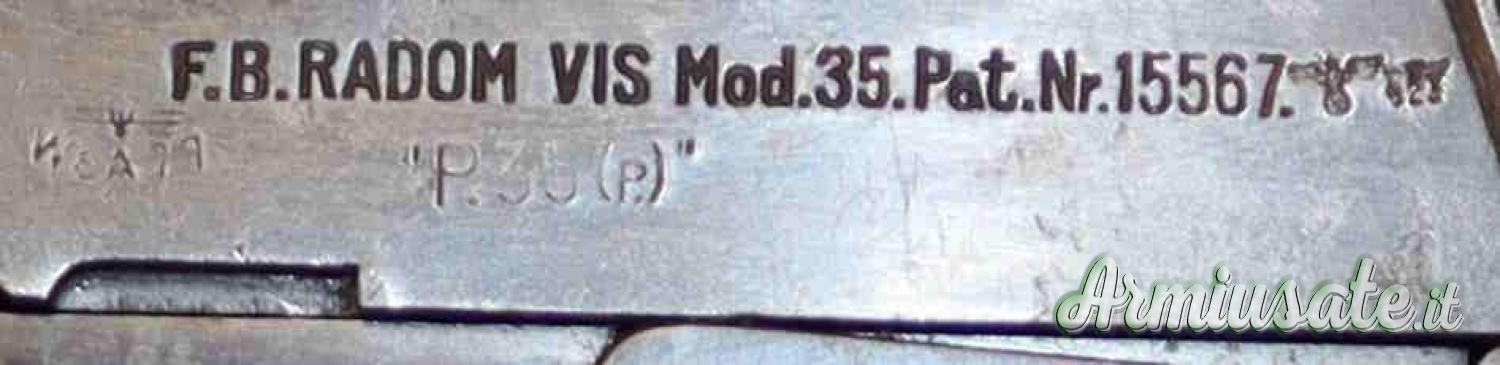 F.B.RADOM VIS Mod.35.Pat.Nr.15567.
"P.35(P.)"
Armiusate.it